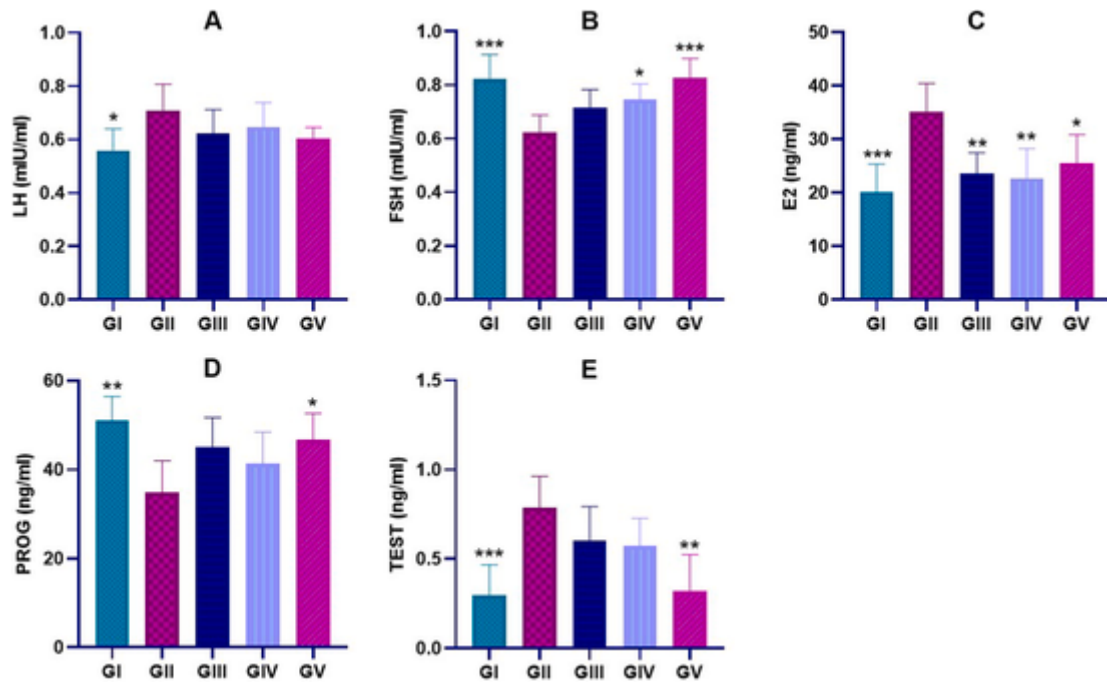 A
LH (mIU/ml)
1.0
0.8
0.6
0.4
0.2
0.0
*
GI GII GIII GIV GV
B
FSH (mIU/ml)
1.0
0.8
0.6
0.4
0.2
0.0
*** * ***
GI GII GIII GIV GV
C
E2 (ng/ml)
50
40
30
20
10
0
*** ** ** *
GI GII GIII GIV GV
D
PROG (ng/ml)
60
40
20
0
** *
GI GII GIII GIV GV
E
TEST (ng/ml)
1.5
1.0
0.5
0.0
*** **
GI GII GIII GIV GV